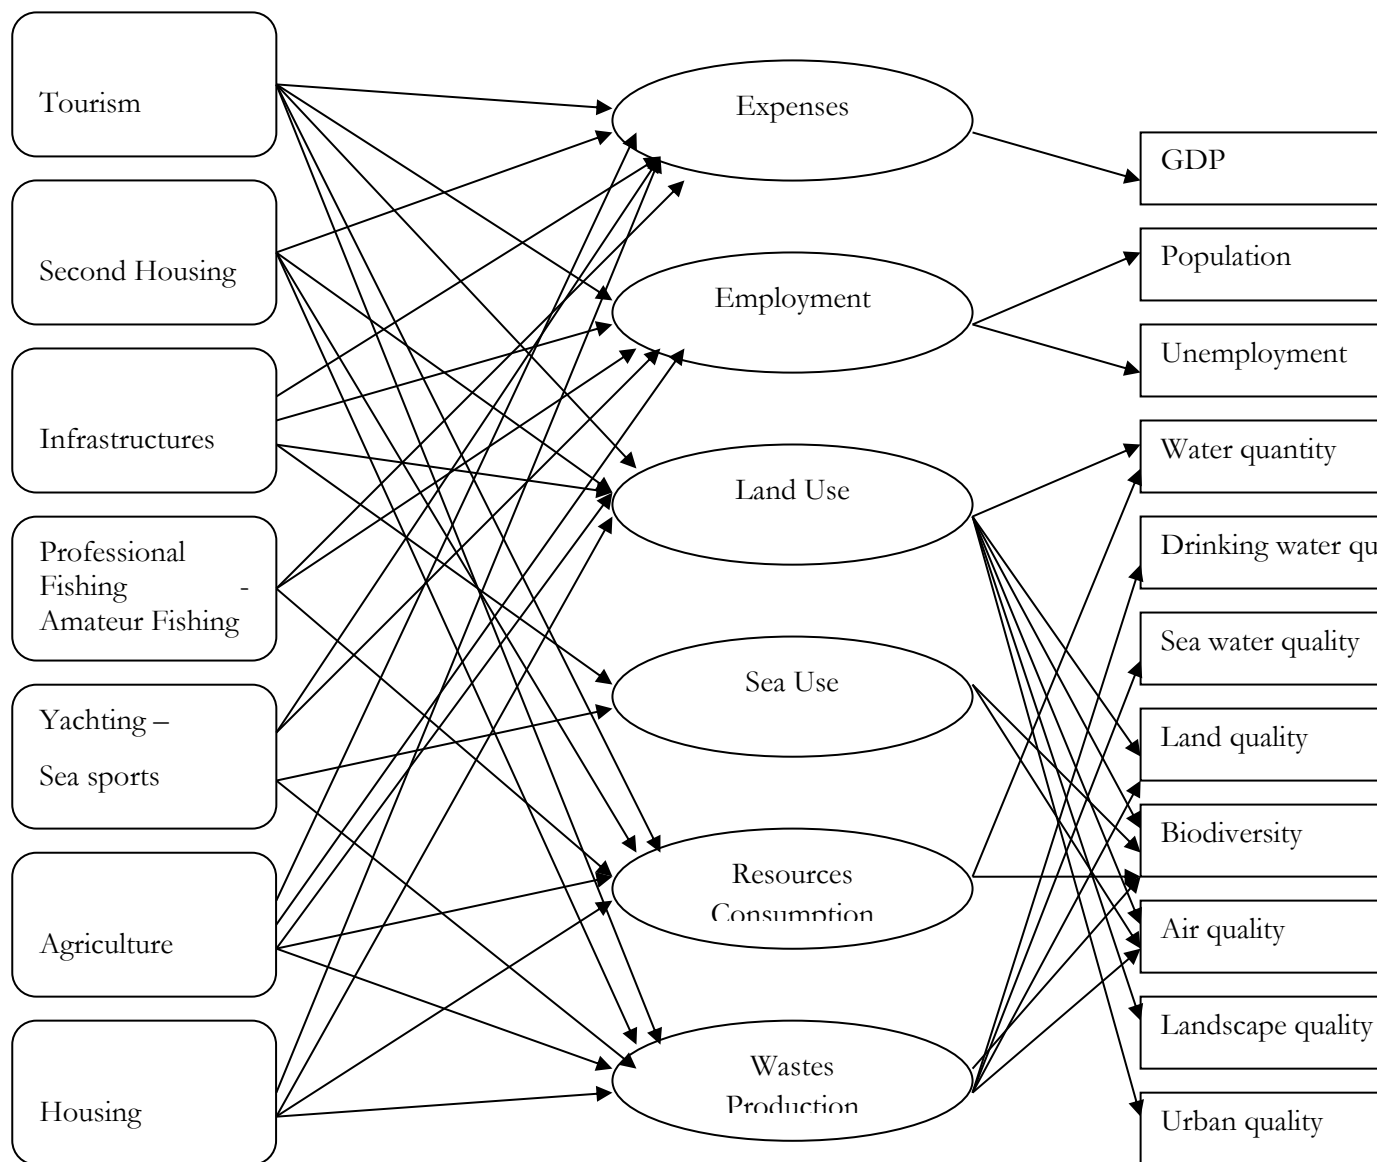 Tourism
Second Housing
Infrastructures
Professional
Fishing -
Amateur Fishing
Yachting –
Sea sports
Agriculture
Housing
Expenses
Employment
Land Use
Sea Use
Resources
Consumption
Wastes
Production
GDP
Population
Unemployment
Water quantity
Drinking water qu
Sea water quality
Land quality
Biodiversity
Air quality
Landscape quality
Urban quality